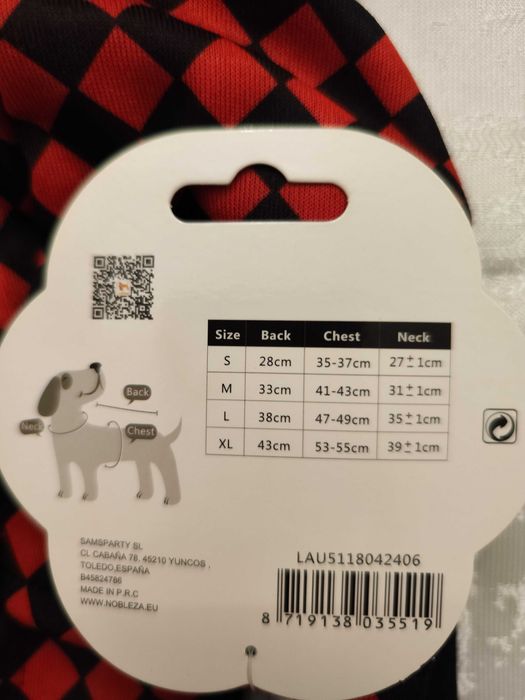 Size Back Chest Neck
S 28cm 35-37cm 27±1cm
M 33cm 41-43cm 31±1cm
L 38cm 47-49cm 35±1cm
XL 43cm 53-55cm 39±1cm
Back
Neck
Chest
SAMSPARTY SL
CL CABAÑA 78. 45210 YUNCOS .
TOLEDO,ESPAÑA
B45824786
MADE IN P.R.C
WWW.NOBLEZA.EU
LAU5118042406
8 719138 035519